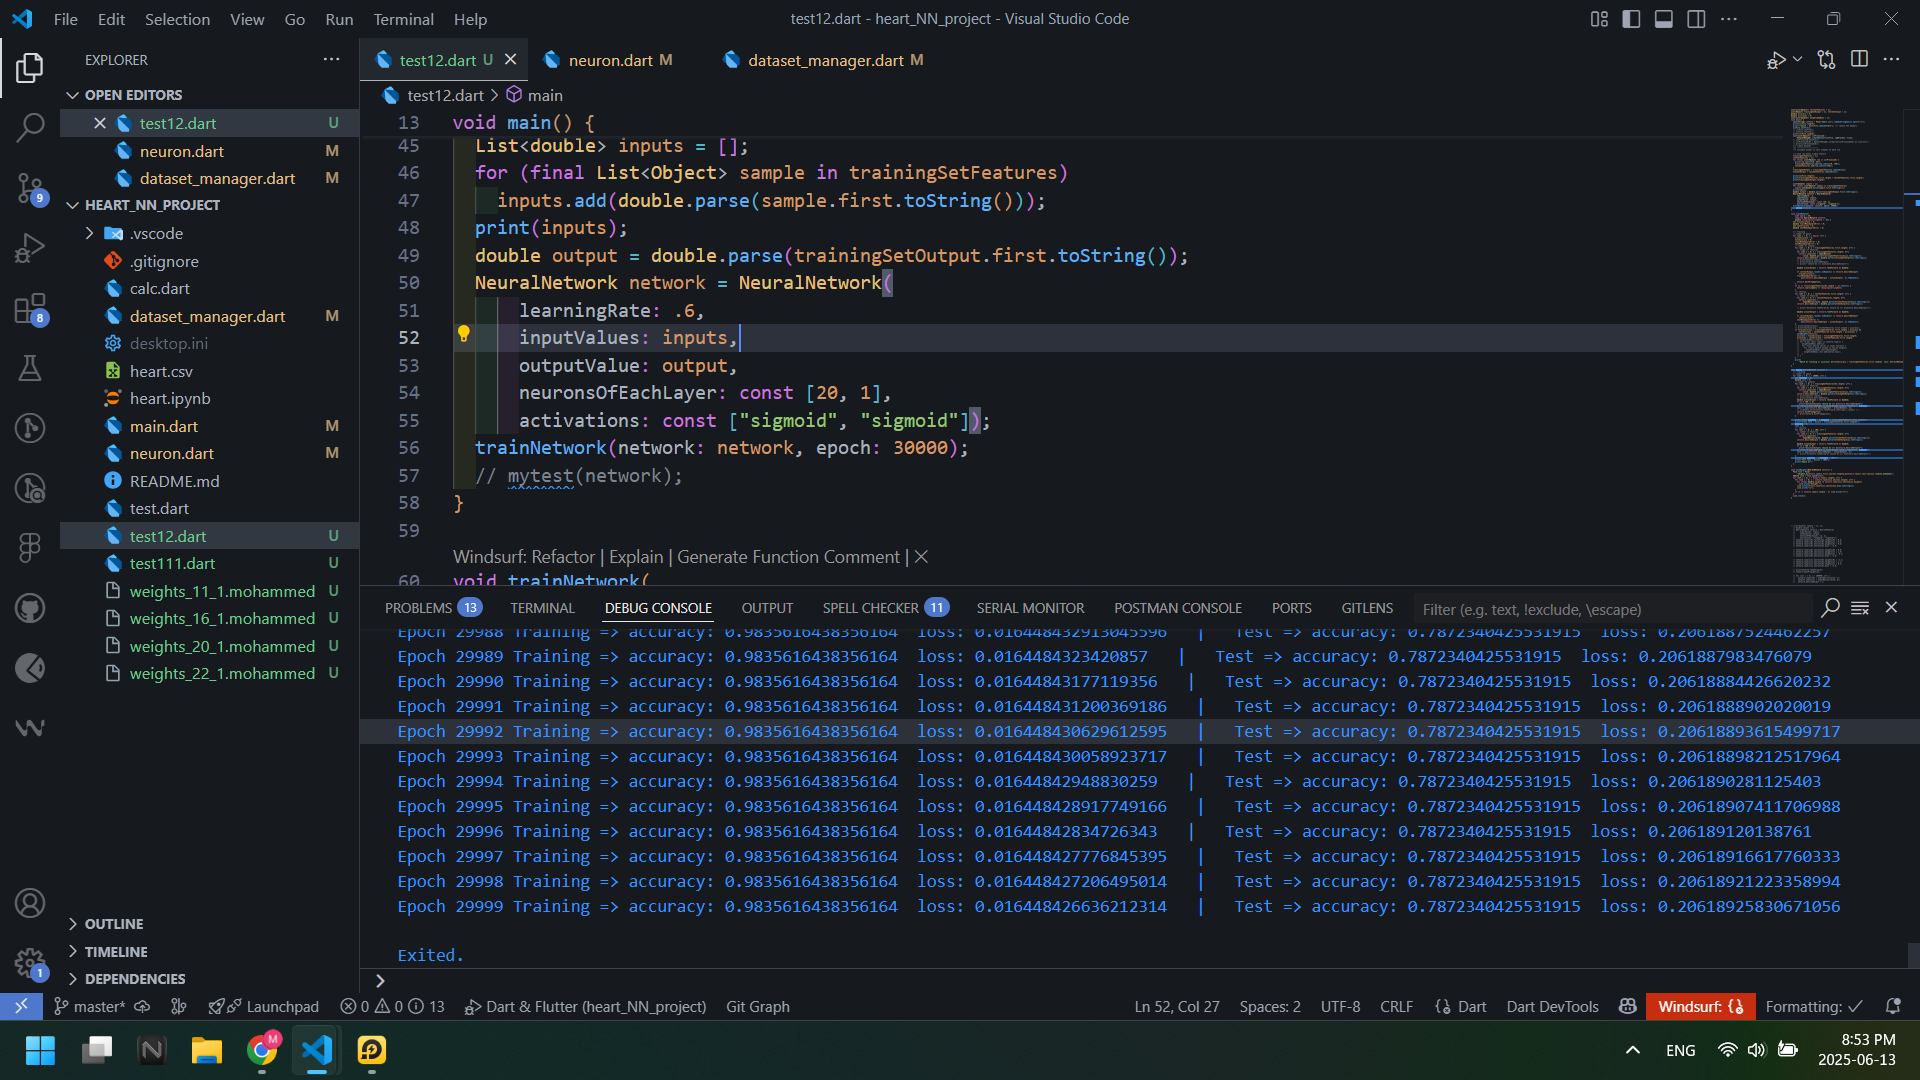 File Edit Selection View Go Run Terminal Help
test12.dart - heart_NN_project - Visual Studio Code
EXPLORER
OPEN EDITORS
test12.dart U
neuron.dart M
dataset_manager.dart M
HEART_NN_PROJECT
.vscode
.gitignore
calc.dart
dataset_manager.dart M
desktop.ini
heart.csv
heart.ipynb
main.dart M
neuron.dart M
README.md
test.dart
test12.dart U
test111.dart U
weights_11_1.mohammed U
weights_16_1.mohammed U
weights_20_1.mohammed U
weights_22_1.mohammed U
OUTLINE
TIMELINE
DEPENDENCIES
9
8
1
test12.dart U neuron.dart M dataset_manager.dart M
test12.dart > main
13 void main() {
45 List<double> inputs = [];
46 for (final List<Object> sample in trainingSetFeatures)
47 inputs.add(double.parse(sample.first.toString()));
48 print(inputs);
49 double output = double.parse(trainingSetOutput.first.toString());
50 NeuralNetwork network = NeuralNetwork(
51 learningRate: .6,
52 inputValues: inputs,
53 outputValue: output,
54 neuronsOfEachLayer: const [20, 1],
55 activations: const ["sigmoid", "sigmoid"]);
56 trainNetwork(network: network, epoch: 30000);
57 // mytest(network);
58 }
59
Windsurf: Refactor | Explain | Generate Function Comment |
60 void trainNetwork(
PROBLEMS 13 TERMINAL DEBUG CONSOLE OUTPUT SPELL CHECKER 11 SERIAL MONITOR POSTMAN CONSOLE PORTS GITLENS Filter (e.g. text, !exclude, \escape)
Epoch 29988 Training => accuracy: 0.9835616438356164 loss: 0.016448432913045596 | Test => accuracy: 0.7872340425531915 loss: 0.2061887524462257
Epoch 29989 Training => accuracy: 0.9835616438356164 loss: 0.0164484323420857 | Test => accuracy: 0.7872340425531915 loss: 0.2061887983476079
Epoch 29990 Training => accuracy: 0.9835616438356164 loss: 0.01644843177119356 | Test => accuracy: 0.7872340425531915 loss: 0.20618884426620232
Epoch 29991 Training => accuracy: 0.9835616438356164 loss: 0.016448431200369186 | Test => accuracy: 0.7872340425531915 loss: 0.2061888902020019
Epoch 29992 Training => accuracy: 0.9835616438356164 loss: 0.016448430629612595 | Test => accuracy: 0.7872340425531915 loss: 0.20618893615499717
Epoch 29993 Training => accuracy: 0.9835616438356164 loss: 0.016448430058923717 | Test => accuracy: 0.7872340425531915 loss: 0.20618898212517964
Epoch 29994 Training => accuracy: 0.9835616438356164 loss: 0.01644842948830259 | Test => accuracy: 0.7872340425531915 loss: 0.2061890281125403
Epoch 29995 Training => accuracy: 0.9835616438356164 loss: 0.016448428917749166 | Test => accuracy: 0.7872340425531915 loss: 0.20618907411706988
Epoch 29996 Training => accuracy: 0.9835616438356164 loss: 0.01644842834726343 | Test => accuracy: 0.7872340425531915 loss: 0.206189120138761
Epoch 29997 Training => accuracy: 0.9835616438356164 loss: 0.016448427776845395 | Test => accuracy: 0.7872340425531915 loss: 0.20618916617760333
Epoch 29998 Training => accuracy: 0.9835616438356164 loss: 0.016448427206495014 | Test => accuracy: 0.7872340425531915 loss: 0.20618921223358994
Epoch 29999 Training => accuracy: 0.9835616438356164 loss: 0.016448426636212314 | Test => accuracy: 0.7872340425531915 loss: 0.20618925830671056
Exited.
master* Launchpad 0 0 13 Dart & Flutter (heart_NN_project) Git Graph Ln 52, Col 27 Spaces: 2 UTF-8 CRLF Dart Dart DevTools Windsurf: {} Formatting:
M
ENG
8:53 PM
2025-06-13